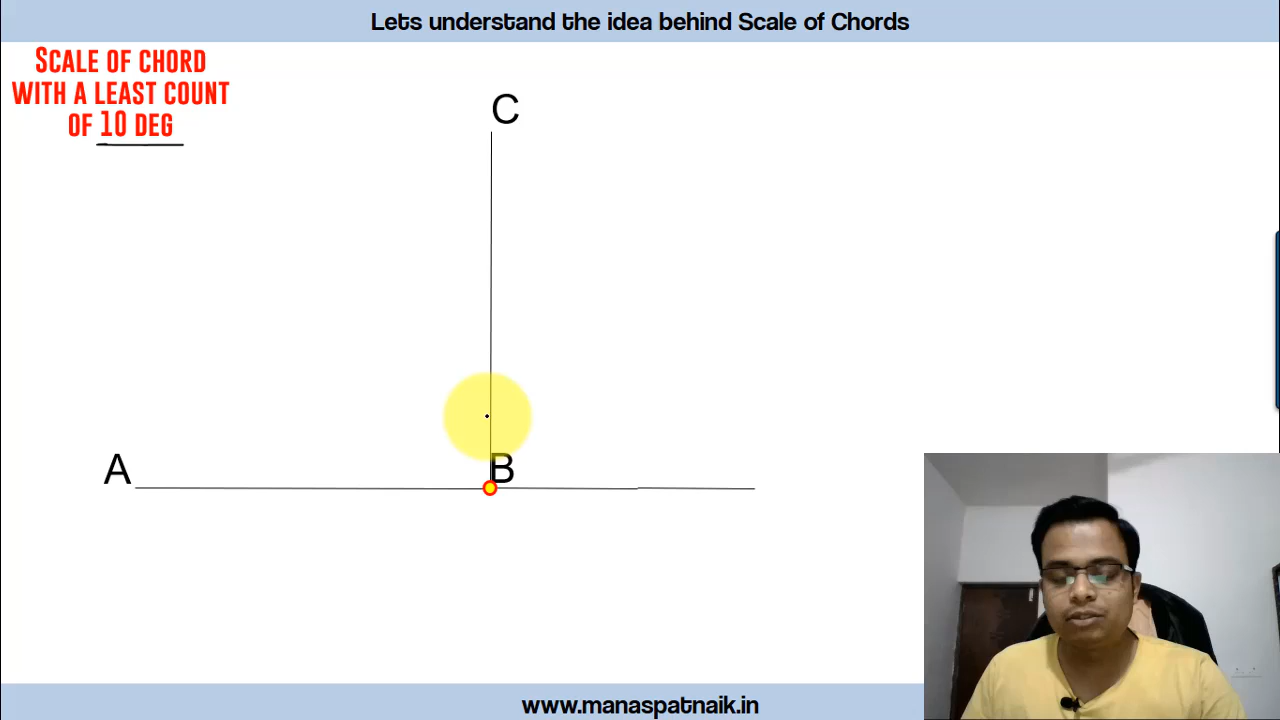 Lets understand the idea behind Scale of Chords
SCALE OF CHORD
WITH A LEAST COUNT
OF 10 DEG
C
A
B
www.manaspatnaik.in